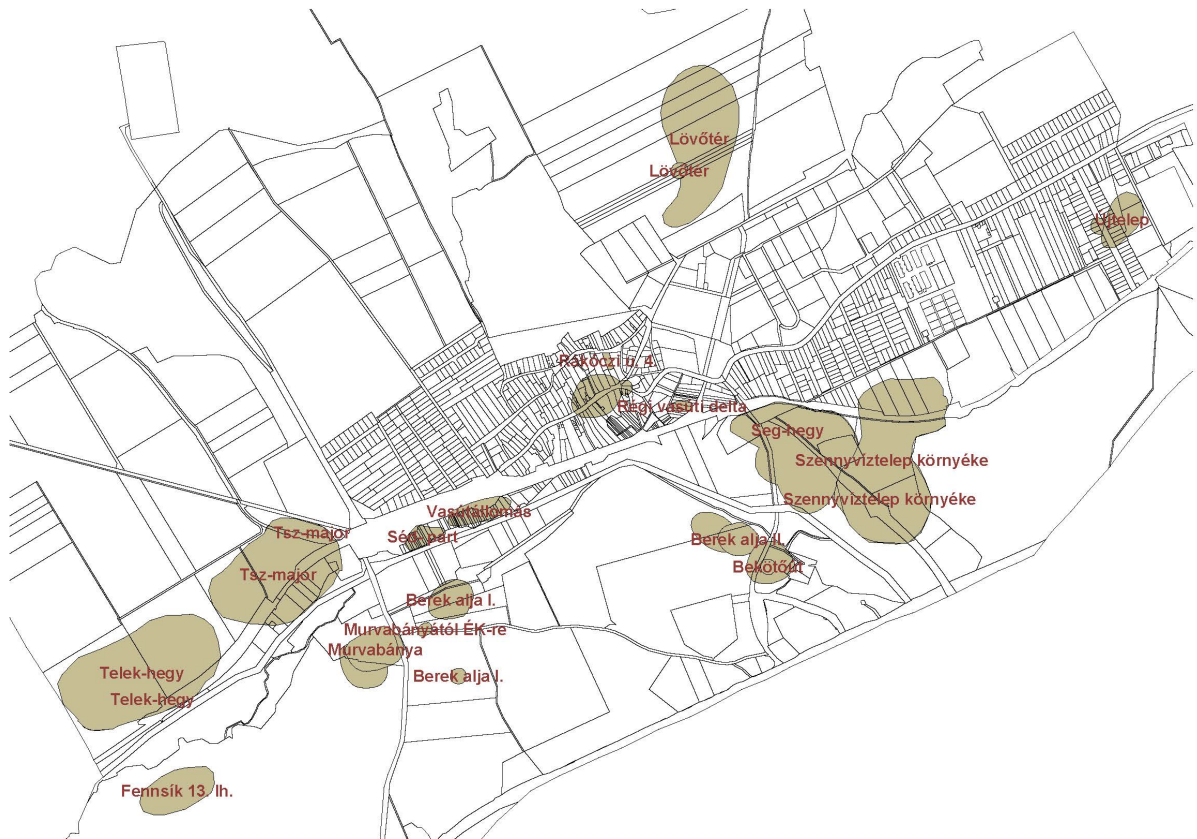 Lövőtér
Lövőtér
Újtelep
Rákóczi u. 4.
Régi vasúti delta
Seg-hegy
Szennyvíztelep környéke
Szennyvíztelep környéke
Vasútállomás
Tsz-major
Séd- part
Berek alja II.
Bekötőút
Tsz-major
Berek alja I.
Murvabányától ÉK-re
Murvabánya
Telek-hegy
Berek alja I.
Telek-hegy
Fennsík 13. lh.